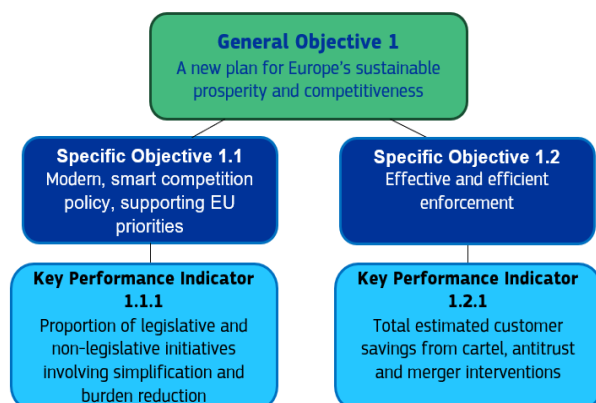 General Objective 1
A new plan for Europe's sustainable
prosperity and competitiveness
Specific Objective 1.1
Modern, smart competition
policy, supporting EU
priorities
Specific Objective 1.2
Effective and efficient
enforcement
Key Performance Indicator
1.1.1
Proportion of legislative and
non-legislative initiatives
involving simplification and
burden reduction
Key Performance Indicator
1.2.1
Total estimated customer
savings from cartel, antitrust
and merger interventions